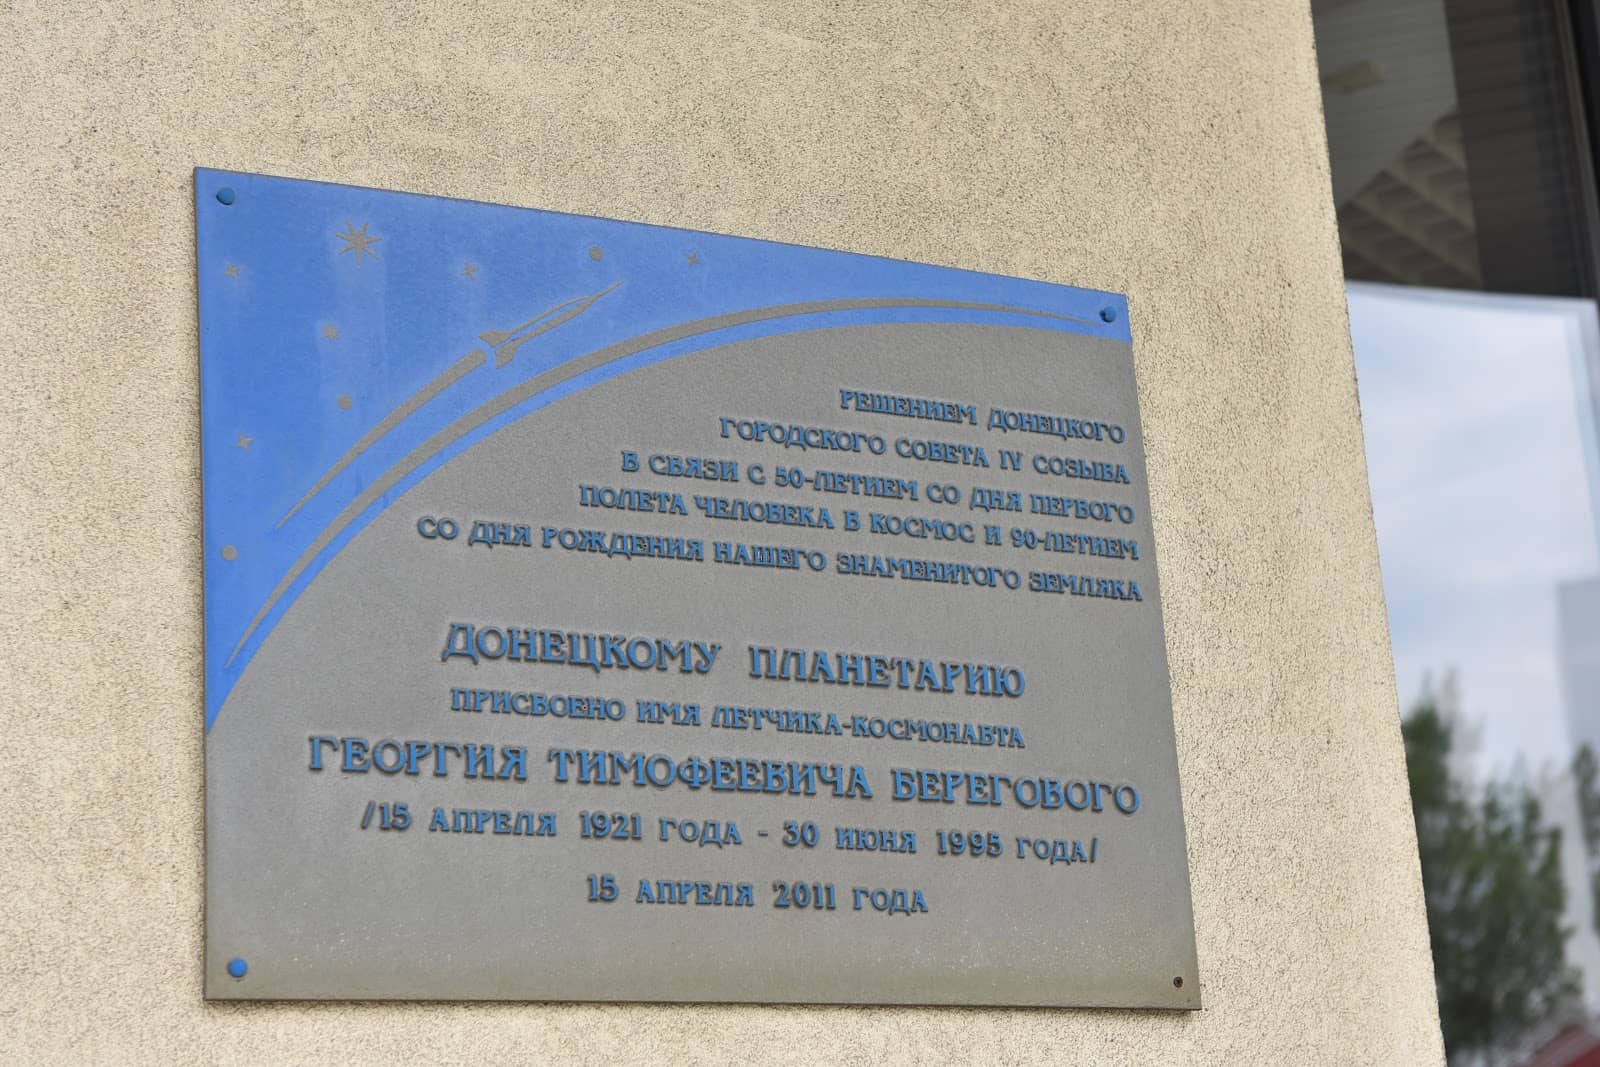 РЕШЕНИЕМ ДОНЕЦКОГО
ГОРОДСКОГО СОВЕТА IV СОЗЫВА
В СВЯЗИ С 50-ЛЕТИЕМ СО ДНЯ ПЕРВОГО
ПОЛЕТА ЧЕЛОВЕКА В КОСМОС И 90-ЛЕТИЕМ
СО ДНЯ РОЖДЕНИЯ НАШЕГО ЗНАМЕНИТОГО ЗЕМЛЯКА
ДОНЕЦКОМУ ПЛАНЕТАРИЮ
ПРИСВОЕНО ИМЯ ЛЕТЧИКА-КОСМОНАВТА
ГЕОРГИЯ ТИМОФЕЕВИЧА БЕРЕГОВОГО
/15 АПРЕЛЯ 1921 ГОДА - 30 ИЮНЯ 1995 ГОДА/
15 АПРЕЛЯ 2011 ГОДА